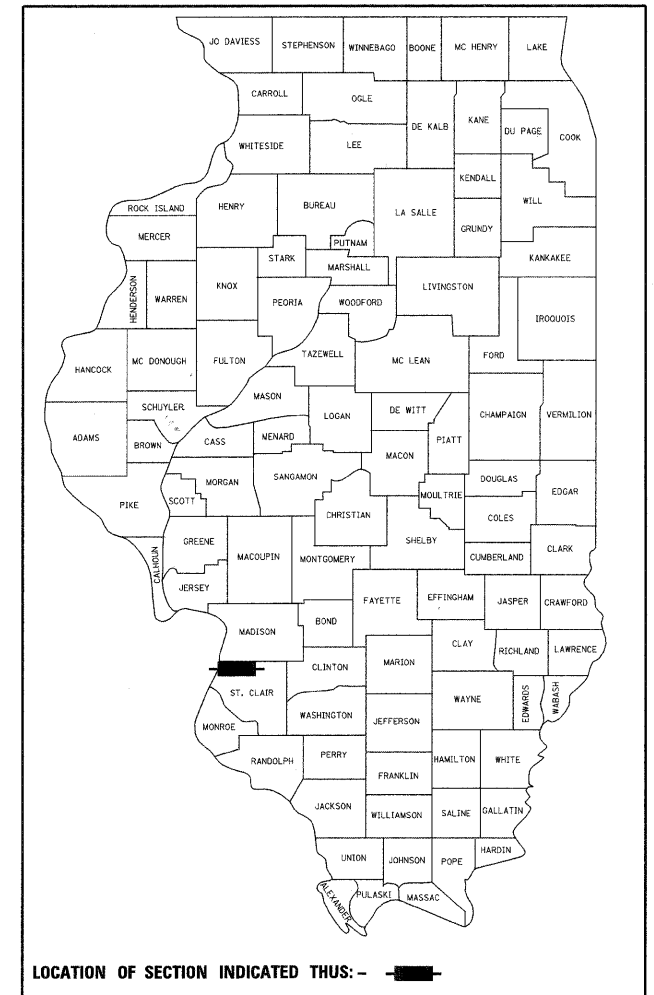 JO DAVIESS STEPHENSON WINNEBAGO BOONE MC HENRY LAKE
CARROLL OGLE DE KALB KANE DU PAGE COOK
WHITESIDE LEE
KENDALL
ROCK ISLAND HENRY BUREAU LA SALLE WILL
MERCER PUTNAM GRUNDY
STARK MARSHALL KANKAKEE
HENDERSON WARREN KNOX PEORIA WOODFORD LIVINGSTON
IROQUOIS
HANCOCK MC DONOUGH FULTON TAZEWELL MC LEAN FORD
MASON
SCHUYLER LOGAN DE WITT CHAMPAIGN VERMILION
ADAMS BROWN CASS MENARD MACON PIATT
SANGAMON DOUGLAS
MORGAN MOULTRIE EDGAR
PIKE SCOTT CHRISTIAN COLES
GREENE SHELBY
CALHOUN MACOUPIN MONTGOMERY CUMBERLAND CLARK
JERSEY
FAYETTE EFFINGHAM JASPER CRAWFORD
MADISON BOND
CLAY RICHLAND LAWRENCE
CLINTON MARION
ST. CLAIR WAYNE EDWARDS WABASH
WASHINGTON JEFFERSON
MONROE
RANDOLPH PERRY HAMILTON WHITE
FRANKLIN
JACKSON WILLIAMSON SALINE GALLATIN
UNION JOHNSON POPE HARDIN
ALEXANDER PULASKI MASSAC
LOCATION OF SECTION INDICATED THUS: –